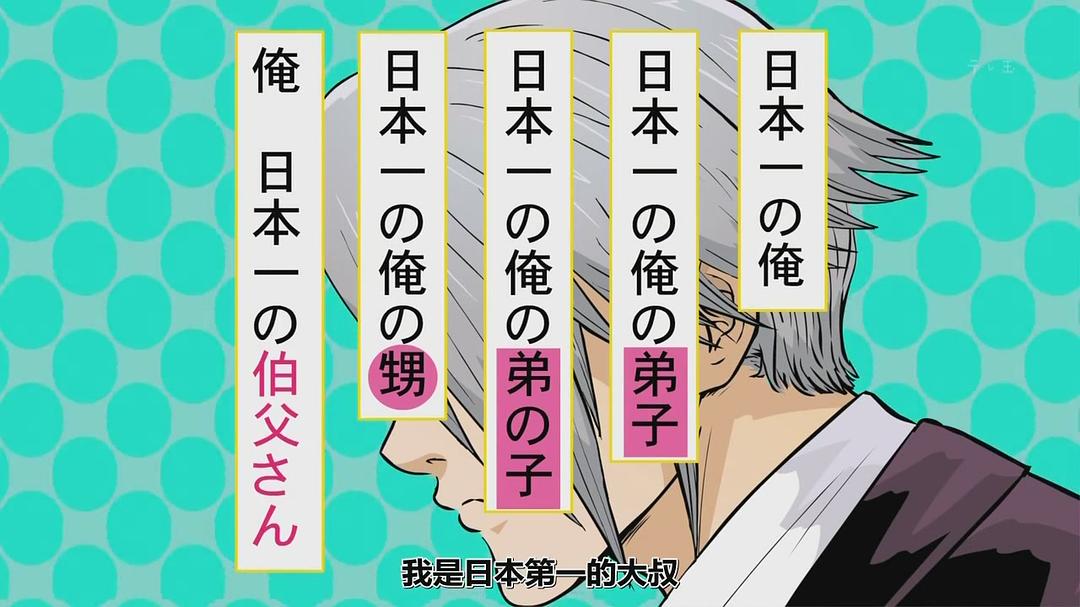 日本一の俺
日本一の俺の弟子
日本一の俺の弟の子
日本一の俺の甥
俺 日本一の伯父さん
テレ玉
我是日本第一的大叔